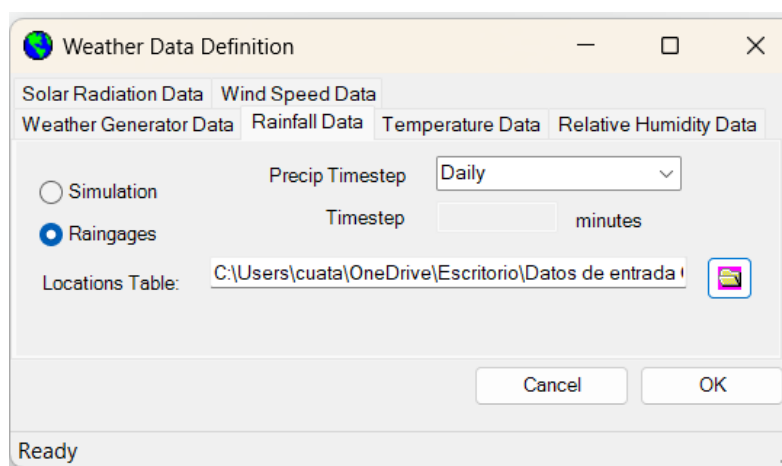 Weather Data Definition
Solar Radiation Data Wind Speed Data
Weather Generator Data Rainfall Data Temperature Data Relative Humidity Data
Simulation Precip Timestep Daily
Raingages Timestep minutes
Locations Table: C:\Users\cuata\OneDrive\Escritorio\Datos de entrada (
Cancel OK
Ready